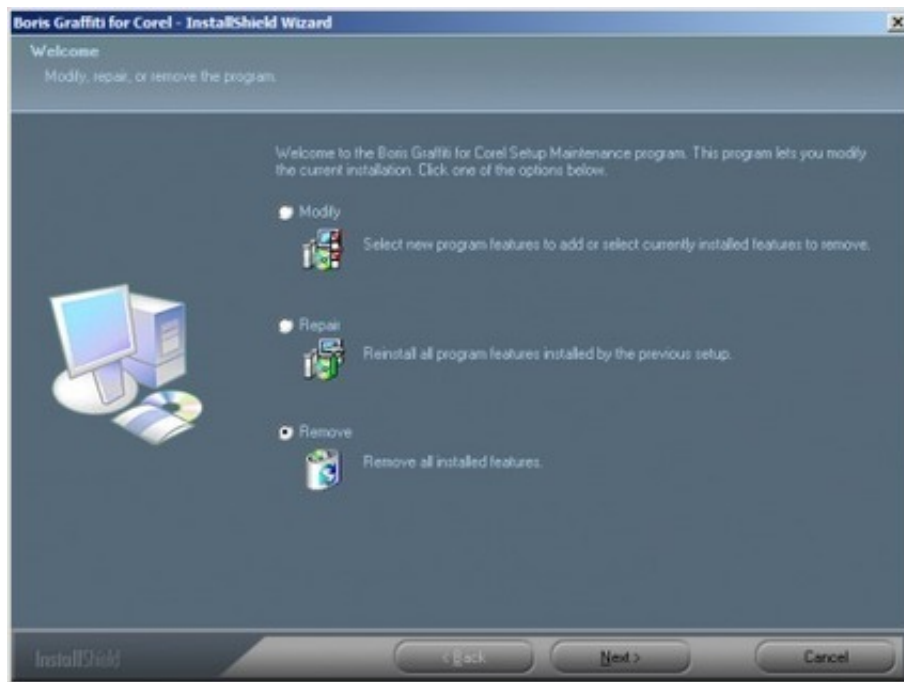 Boris Graffiti for Corel - InstallShield Wizard
Welcome
Modify, repair, or remove the program.
Welcome to the Boris Graffiti for Corel Setup Maintenance program. This program lets you modify
the current installation. Click one of the options below.
Modify
Select new program features to add or select currently installed features to remove.
Repair
Reinstall all program features installed by the previous setup.
Remove
Remove all installed features.
InstallShield
< Back
Next >
Cancel